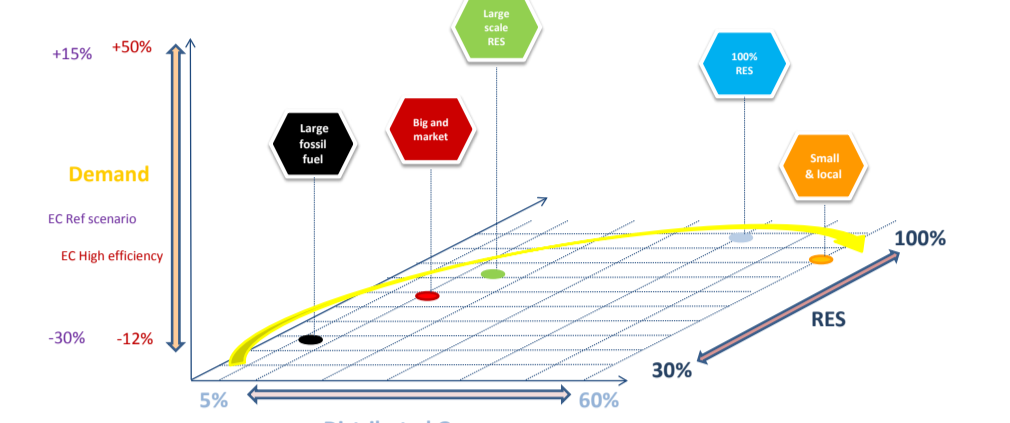 Large
scale
RES
+15%
+50%
100%
RES
Large
fossil
fuel
Big and
market
Small
& local
Demand
EC Ref scenario
EC High efficiency
100%
RES
-30%
-12%
30%
5%
60%